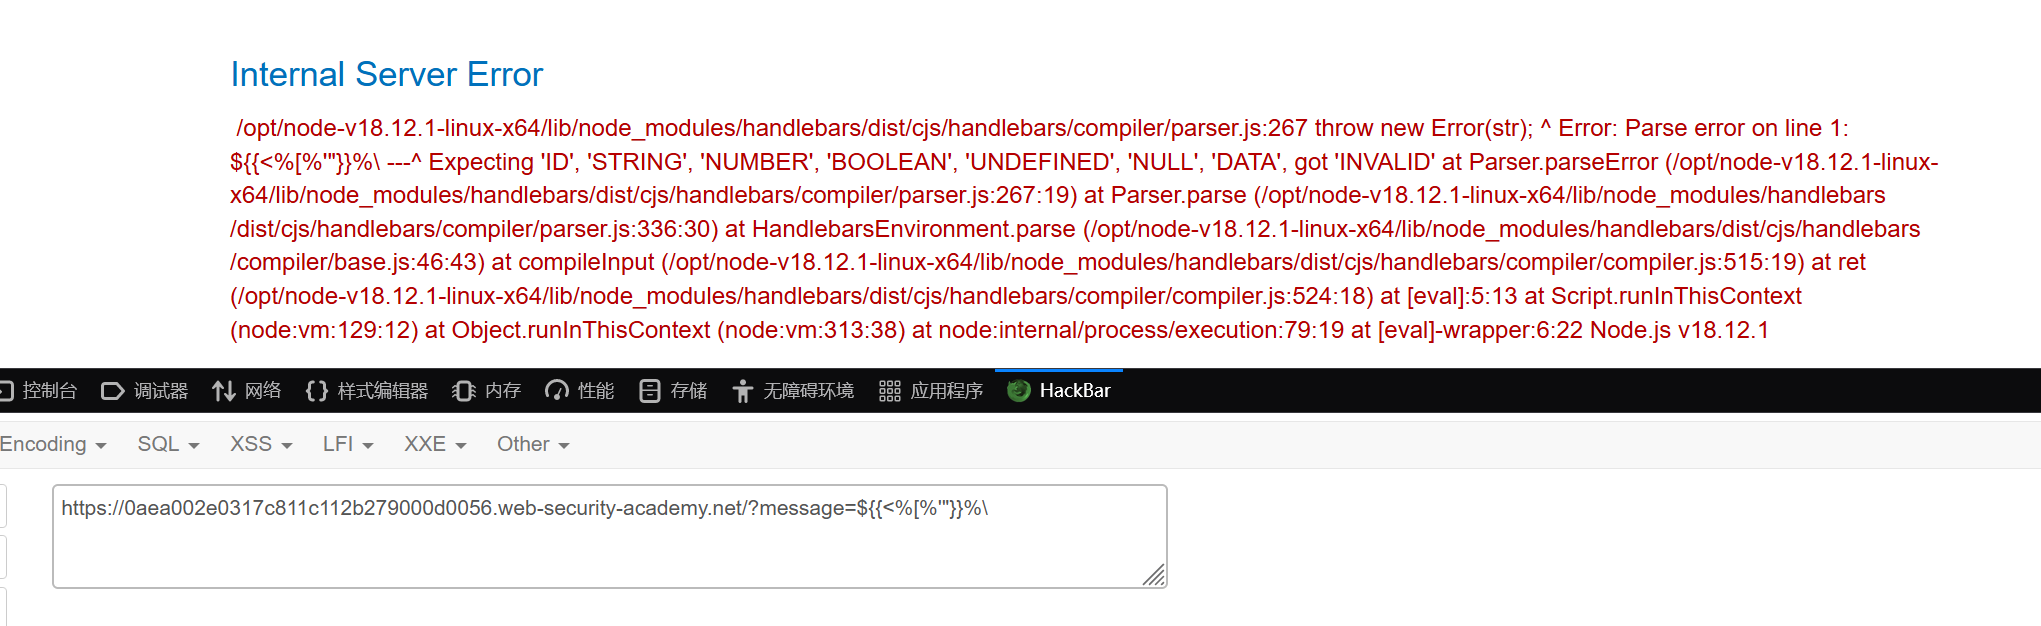 Internal Server Error
/opt/node-v18.12.1-linux-x64/lib/node_modules/handlebars/dist/cjs/handlebars/compiler/parser.js:267 throw new Error(str); ^ Error: Parse error on line 1:
${{<%[%'"}}%\ ---^ Expecting 'ID', 'STRING', 'NUMBER', 'BOOLEAN', 'UNDEFINED', 'NULL', 'DATA', got 'INVALID' at Parser.parseError (/opt/node-v18.12.1-linux-
x64/lib/node_modules/handlebars/dist/cjs/handlebars/compiler/parser.js:267:19) at Parser.parse (/opt/node-v18.12.1-linux-x64/lib/node_modules/handlebars
/dist/cjs/handlebars/compiler/parser.js:336:30) at HandlebarsEnvironment.parse (/opt/node-v18.12.1-linux-x64/lib/node_modules/handlebars/dist/cjs/handlebars
/compiler/base.js:46:43) at compileInput (/opt/node-v18.12.1-linux-x64/lib/node_modules/handlebars/dist/cjs/handlebars/compiler/compiler.js:515:19) at ret
(/opt/node-v18.12.1-linux-x64/lib/node_modules/handlebars/dist/cjs/handlebars/compiler/compiler.js:524:18) at [eval]:5:13 at Script.runInThisContext
(node:vm:129:12) at Object.runInThisContext (node:vm:313:38) at node:internal/process/execution:79:19 at [eval]-wrapper:6:22 Node.js v18.12.1
控制台 调试器 网络 样式编辑器 内存 性能 存储 无障碍环境 应用程序 HackBar
Encoding SQL XSS LFI XXE Other
https://0aea002e0317c811c112b279000d0056.web-security-academy.net/?message=${{<%[%'"}}%\